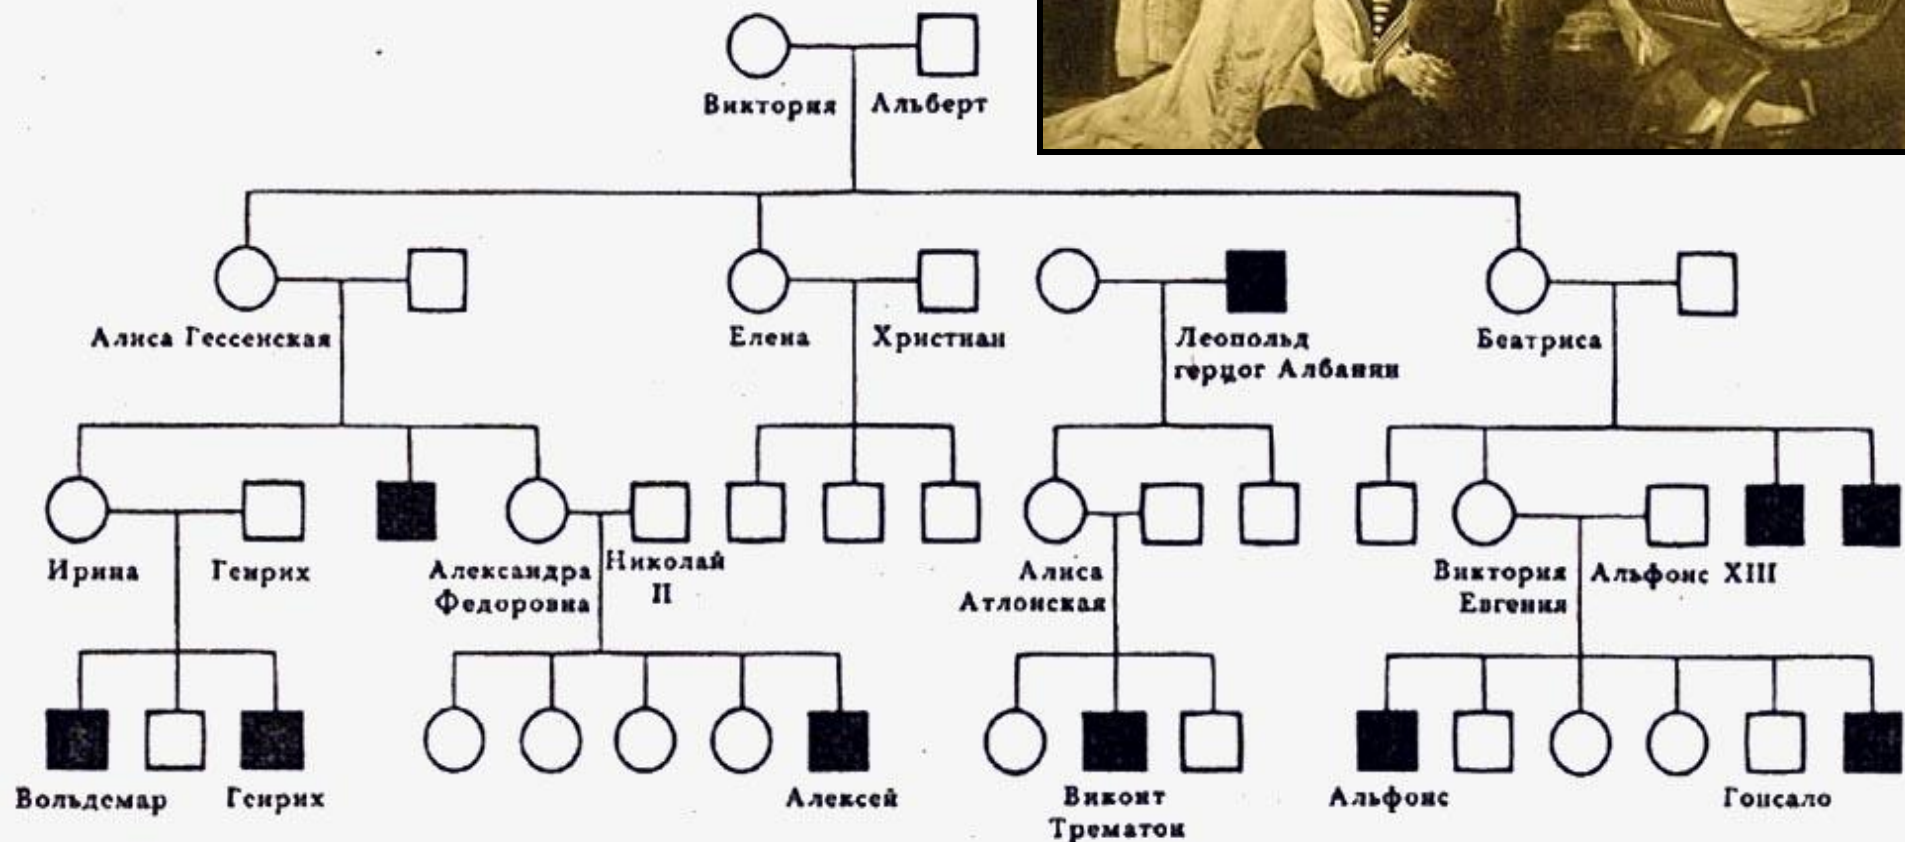 Виктория Альберт
Алиса Гессенская
Елена Христиан
Леопольд
герцог Албании
Беатриса
Ирина Генрих
Александра
Федоровна
Николай
II
Алиса
Атлонская
Виктория
Евгения
Альфонс XIII
Вольдемар Генрих
Алексей
Виконт
Трематон
Альфонс
Гонсало